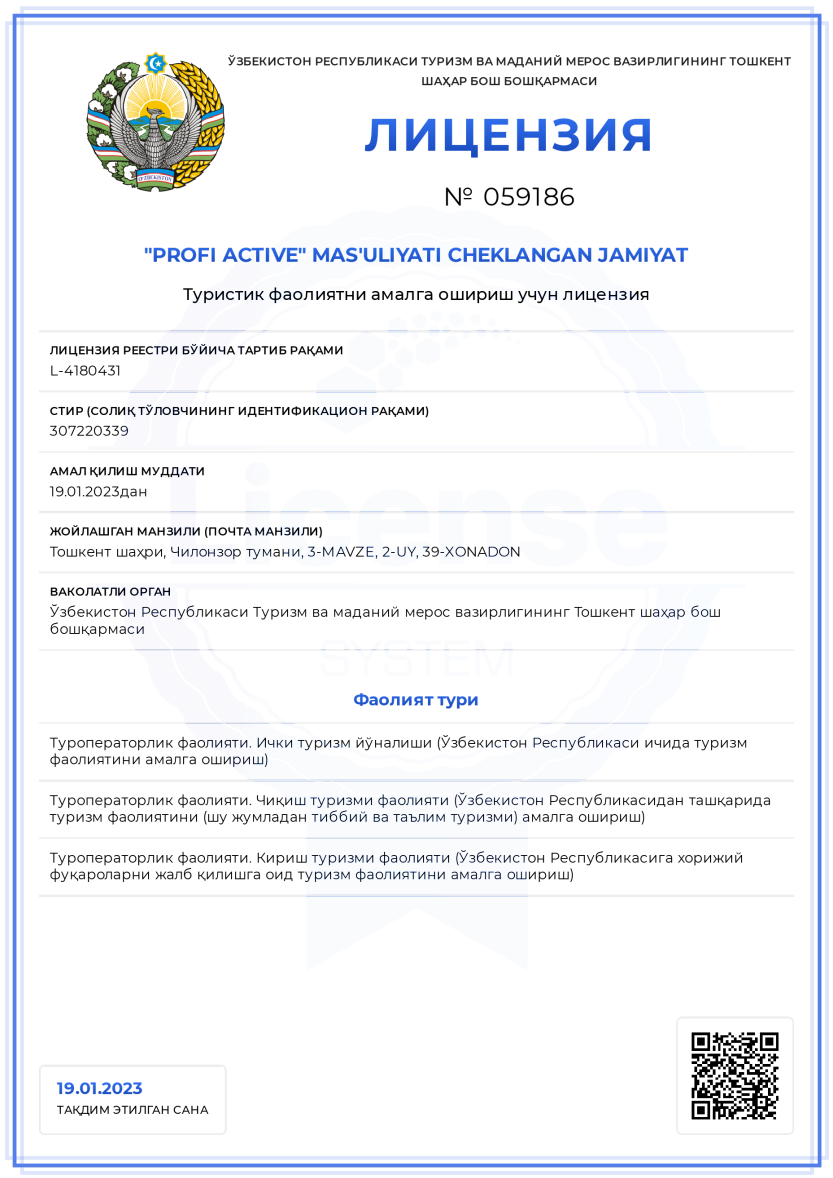 ЎЗБЕКИСТОН РЕСПУБЛИКАСИ ТУРИЗМ ВА МАДАНИЙ МЕРОС ВАЗИРЛИГИНИНГ ТОШКЕНТ
ШАҲАР БОШ БОШҚАРМАСИ
ЛИЦЕНЗИЯ
№ 059186
"PROFI ACTIVE" MAS'ULIYATI CHEKLANGAN JAMIYAT
Туристик фаолиятни амалга ошириш учун лицензия
ЛИЦЕНЗИЯ РЕЕСТРИ БЎЙИЧА ТАРТИБ РАҚАМИ
L-4180431
СТИР (СОЛИҚ ТЎЛОВЧИНИНГ ИДЕНТИФИКАЦИОН РАҚАМИ)
307220339
АМАЛ ҚИЛИШ МУДДАТИ
19.01.2023дан
ЖОЙЛАШГАН МАНЗИЛИ (ПОЧТА МАНЗИЛИ)
Тошкент шаҳри, Чилонзор тумани, 3-MAVZE, 2-UY, 39-XONADON
ВАКОЛАТЛИ ОРГАН
Ўзбекистон Республикаси Туризм ва маданий мерос вазирлигининг Тошкент шаҳар бош
бошқармаси
License
SYSTEM
Фаолият тури
Туроператорлик фаолияти. Ички туризм йўналиши (Ўзбекистон Республикаси ичида туризм
фаолиятини амалга ошириш)
Туроператорлик фаолияти. Чиқиш туризми фаолияти (Ўзбекистон Республикасидан ташқарида
туризм фаолиятини (шу жумладан тиббий ва таълим туризми) амалга ошириш)
Туроператорлик фаолияти. Кириш туризми фаолияти (Ўзбекистон Республикасига хорижий
фуқароларни жалб қилишга оид туризм фаолиятини амалга ошириш)
19.01.2023
ТАҚДИМ ЭТИЛГАН САНА